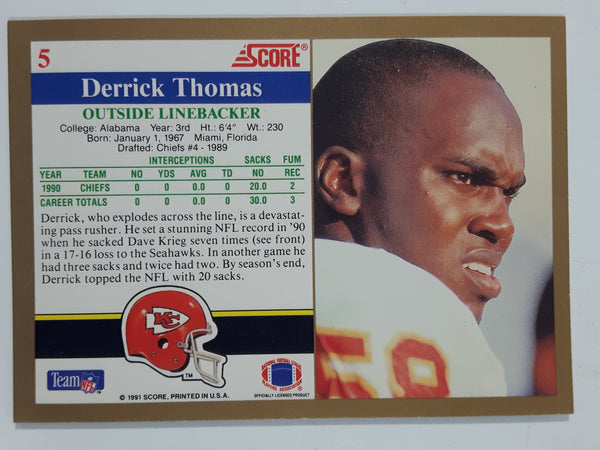 5
SCORE®
Derrick Thomas
OUTSIDE LINEBACKER
College: Alabama Year: 3rd Ht.: 6'4" Wt.: 230
Born: January 1, 1967 Miami, Florida
Drafted: Chiefs #4 - 1989
INTERCEPTIONS SACKS FUM
YEAR TEAM NO YDS AVG TD NO REC
1990 CHIEFS 0 0 0.0 0 20.0 2
CAREER TOTALS 0 0 0.0 0 30.0 3
Derrick, who explodes across the line, is a devastat-
ing pass rusher. He set a stunning NFL record in '90
when he sacked Dave Krieg seven times (see front)
in a 17-16 loss to the Seahawks. In another game he
had three sacks and twice had two. By season's end,
Derrick topped the NFL with 20 sacks.
KC
TM
Team NFL™
© 1991 SCORE, PRINTED IN U.S.A.
OFFICIALLY LICENSED PRODUCT
58